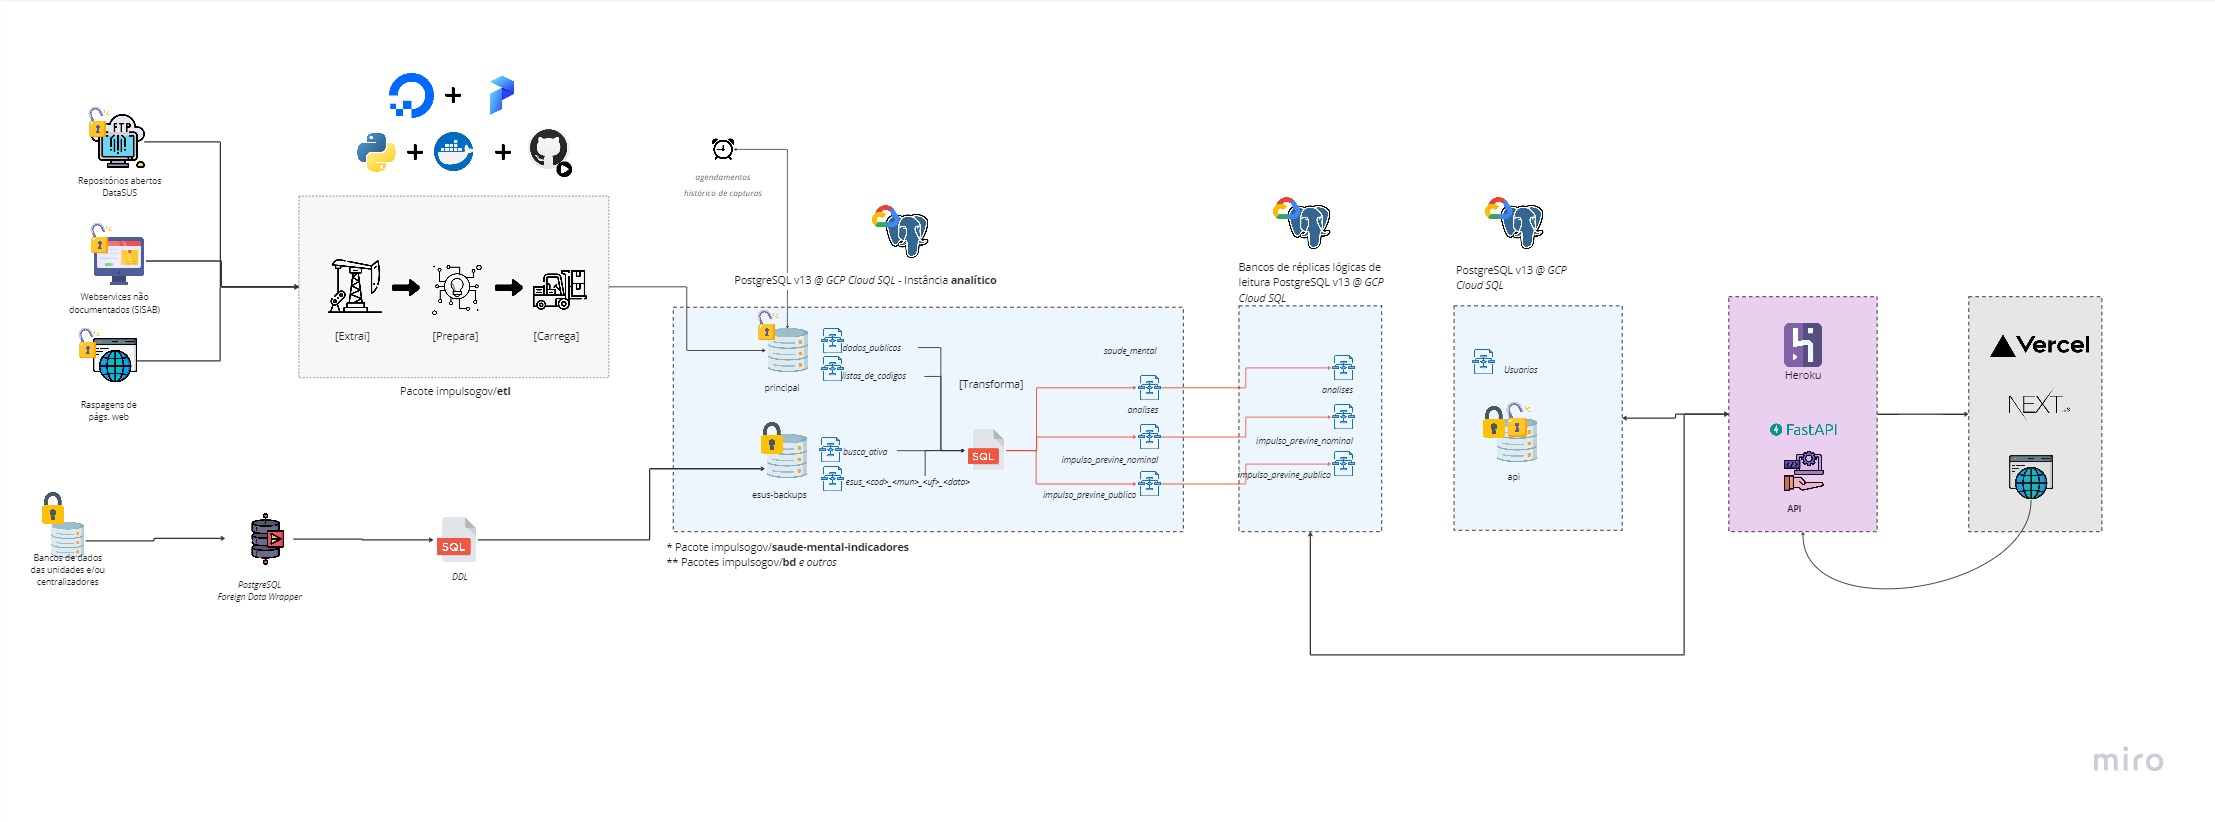 FTP
Repositórios abertos
DataSUS
Webservices não
documentados (SISAB)
Raspagens de
págs. web
+
+
+
[Extrai]
[Prepara]
[Carrega]
Pacote impulsogov/etl
agendamentos
histórico de capturas
PostgreSQL v13 @ GCP Cloud SQL - Instância analítico
principal
dados_publicos
listas_de_codigos
esus-backups
busca_ativa
esus_<cod>_<mun>_<uf>_<data>
[Transforma]
SQL
saude_mental
analises
impulso_previne_nominal
impulso_previne_publico
* Pacote impulsogov/saude-mental-indicadores
** Pacotes impulsogov/bd e outros
Bancos de dados
das unidades e/ou
centralizadores
PostgreSQL
Foreign Data Wrapper
SQL
DDL
Bancos de réplicas lógicas de
leitura PostgreSQL v13 @ GCP
Cloud SQL
analises
impulso_previne_nominal
impulso_previne_publico
PostgreSQL v13 @ GCP
Cloud SQL
Usuarios
api
Heroku
FastAPI
API
Vercel
NEXT.JS
miro